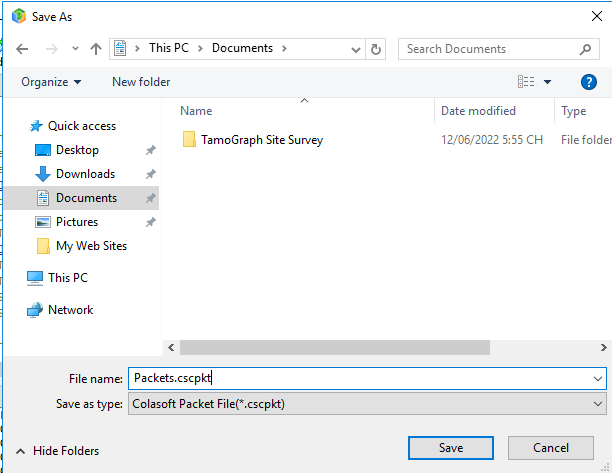 Save As
This PC > Documents >
Search Documents
Organize
New folder
?
Name
Date modified
Type
Quick access
Desktop
Downloads
Documents
Pictures
My Web Sites
This PC
Network
TamoGraph Site Survey
12/06/2022 5:55 CH
File folder
File name: Packets.cscpkt
Save as type: Colasoft Packet File(*.cscpkt)
Hide Folders
Save
Cancel